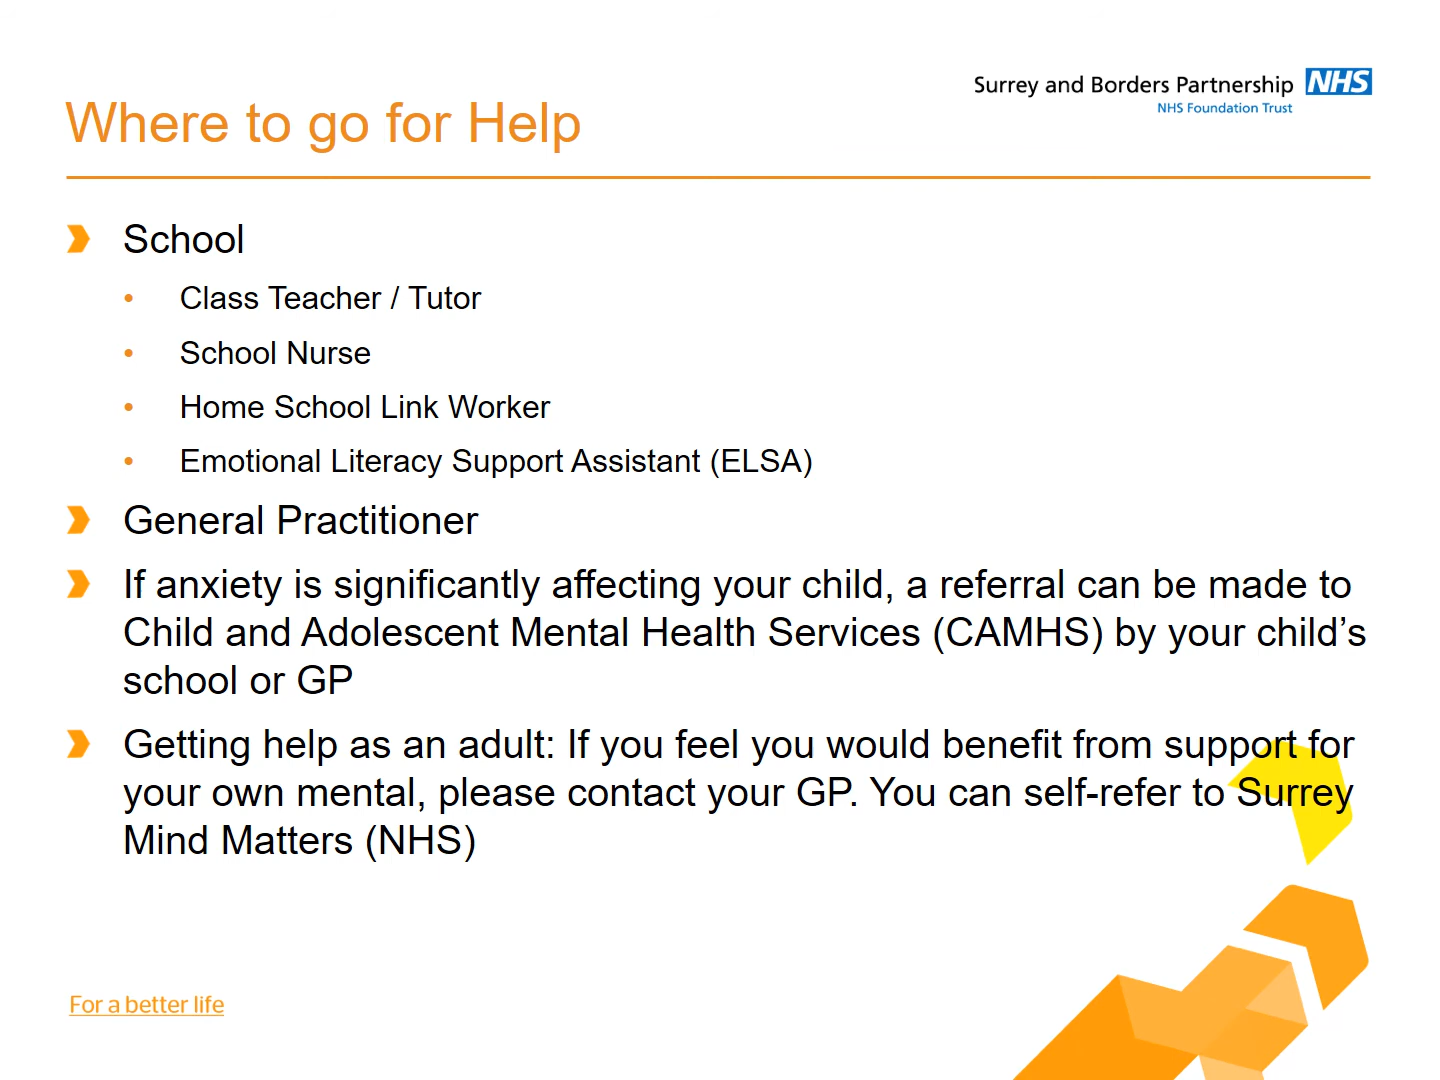 Surrey and Borders Partnership NHS
NHS Foundation Trust
Where to go for Help
School
• Class Teacher / Tutor
• School Nurse
• Home School Link Worker
• Emotional Literacy Support Assistant (ELSA)
General Practitioner
If anxiety is significantly affecting your child, a referral can be made to
Child and Adolescent Mental Health Services (CAMHS) by your child’s
school or GP
Getting help as an adult: If you feel you would benefit from support for
your own mental, please contact your GP. You can self-refer to Surrey
Mind Matters (NHS)
For a better life